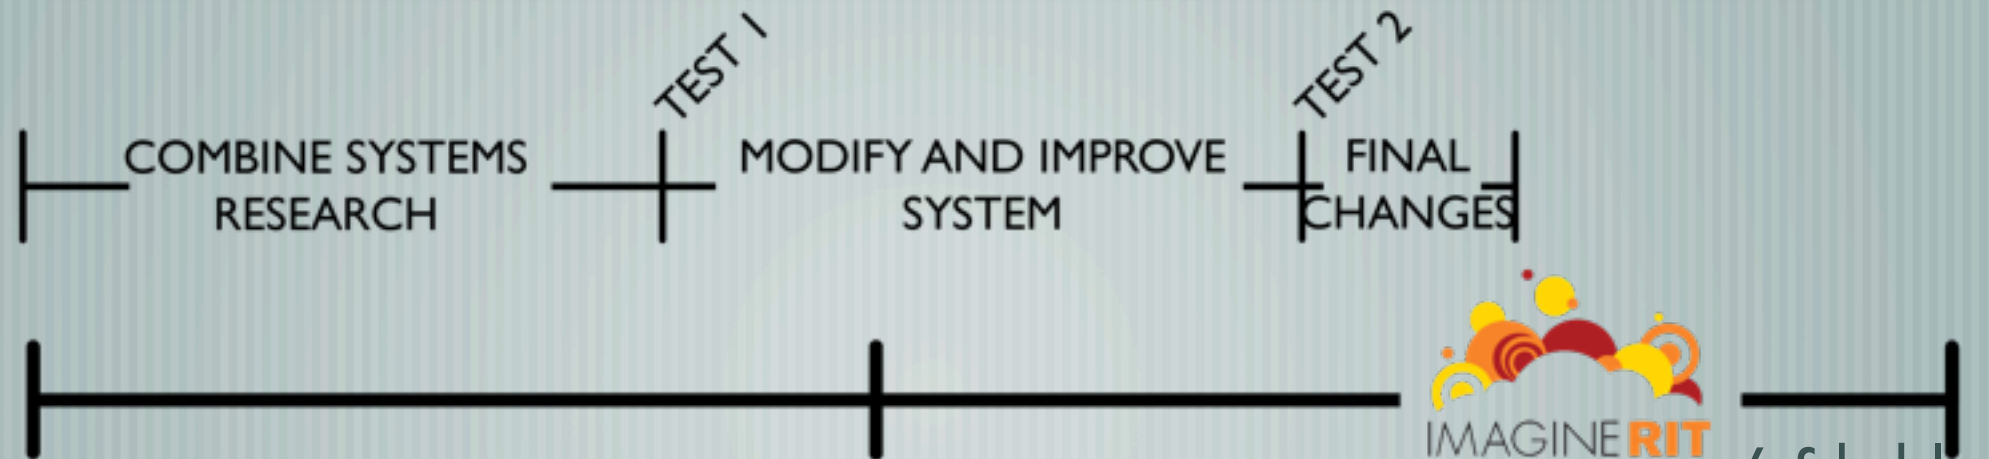 TEST 1
TEST 2
COMBINE SYSTEMS
RESEARCH
MODIFY AND IMPROVE
SYSTEM
FINAL
CHANGES
IMAGINE RIT